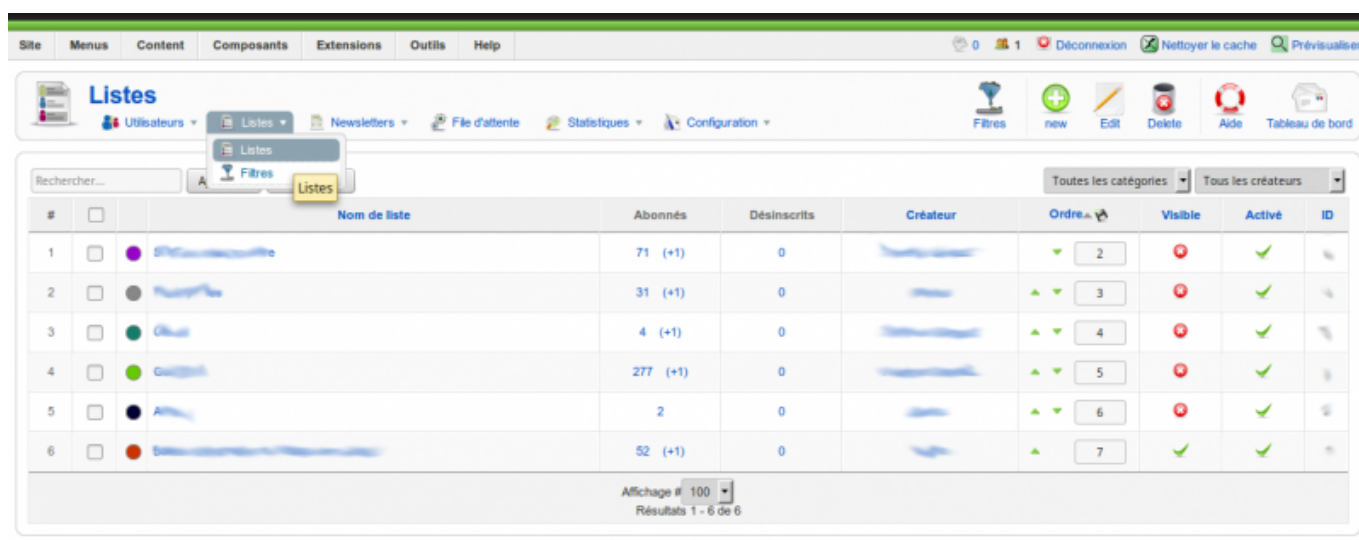 Site Menus Content Composants Extensions Outils Help 0 1 Déconnexion Nettoyer le cache Prévisualiser
Listes
Utilisateurs Listes Newsletters File d'attente Statistiques Configuration Filtres new Edit Delete Aide Tableau de bord
Listes
Filtres
Listes
Rechercher... Toutes les catégories Tous les créateurs
# Nom de liste Abonnés Désinscrits Créateur Ordre Visible Activé ID
1 71 (+1) 0 2
2 31 (+1) 0 3
3 4 (+1) 0 4
4 277 (+1) 0 5
5 2 0 6
6 52 (+1) 0 7
Affichage # 100
Résultats 1 - 6 de 6